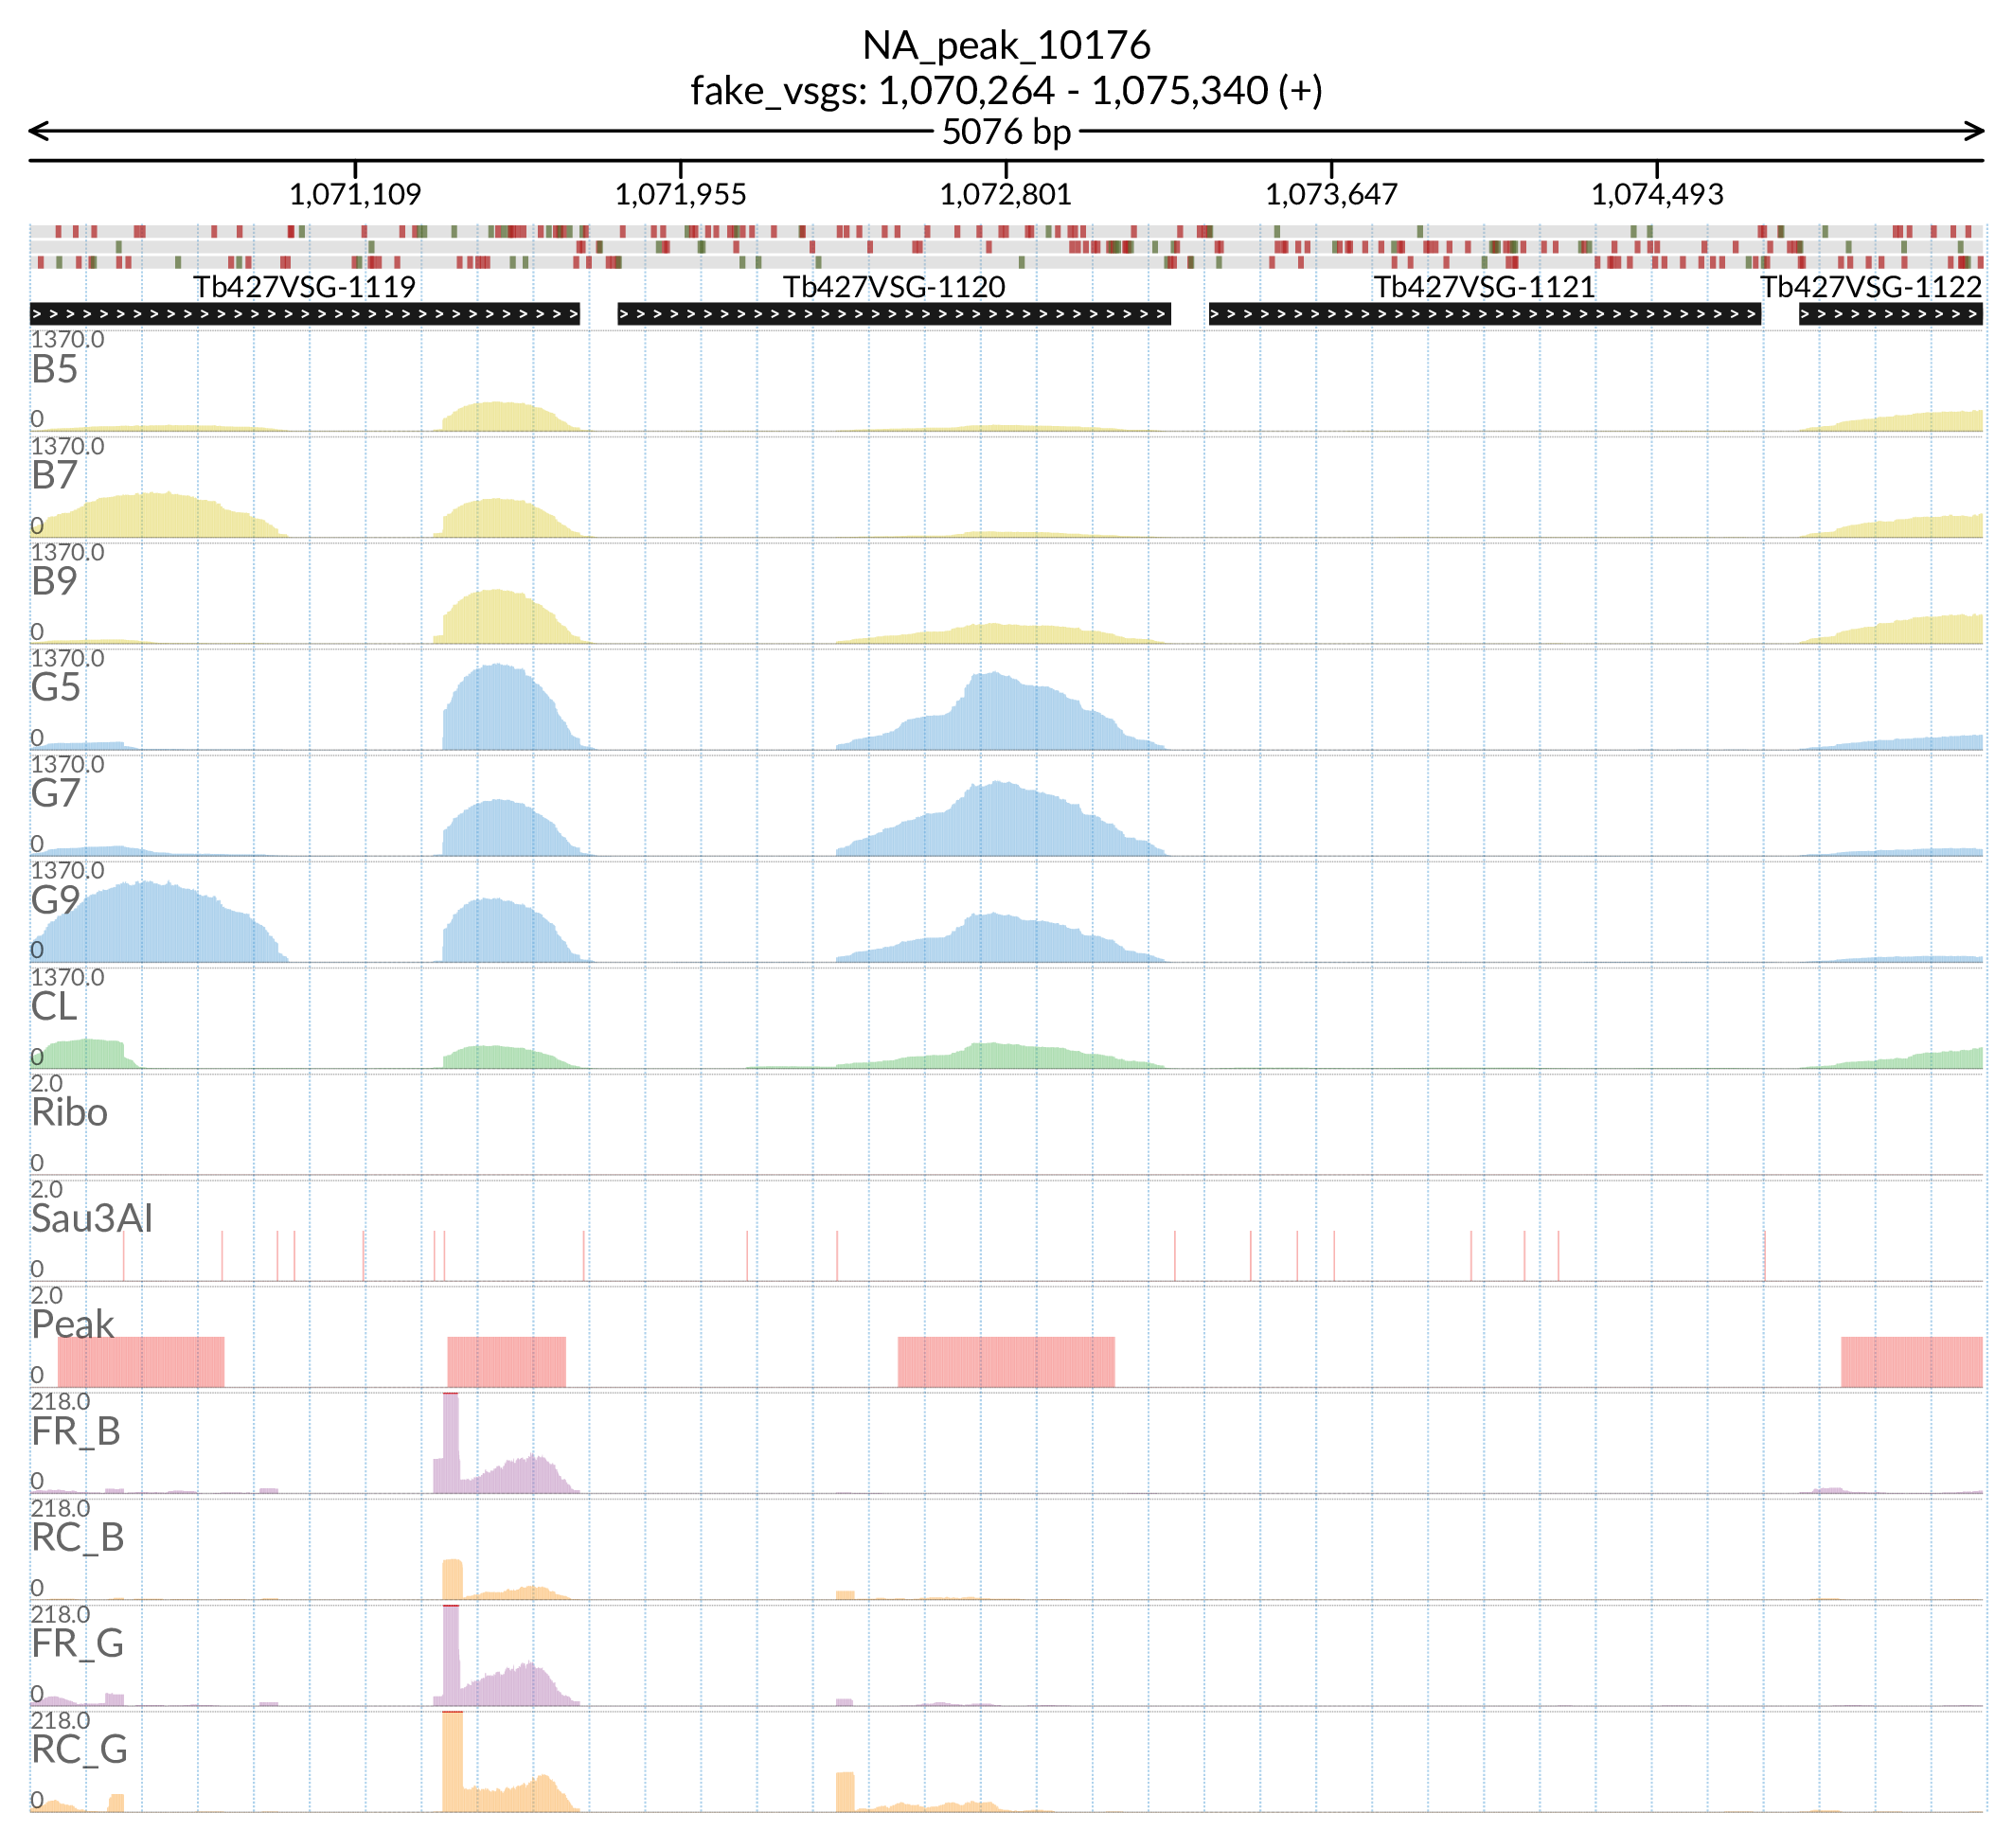 NA_peak_10176
fake_vsgs: 1,070,264 - 1,075,340 (+)
5076 bp
1,071,109 1,071,955 1,072,801 1,073,647 1,074,493
Tb427VSG-1119 Tb427VSG-1120 Tb427VSG-1121 Tb427VSG-1122
1370.0
B5
0
1370.0
B7
0
1370.0
B9
0
1370.0
G5
0
1370.0
G7
0
1370.0
G9
0
1370.0
CL
0
2.0
Ribo
0
2.0
Sau3AI
0
2.0
Peak
0
218.0
FR_B
0
218.0
RC_B
0
218.0
FR_G
0
218.0
RC_G
0